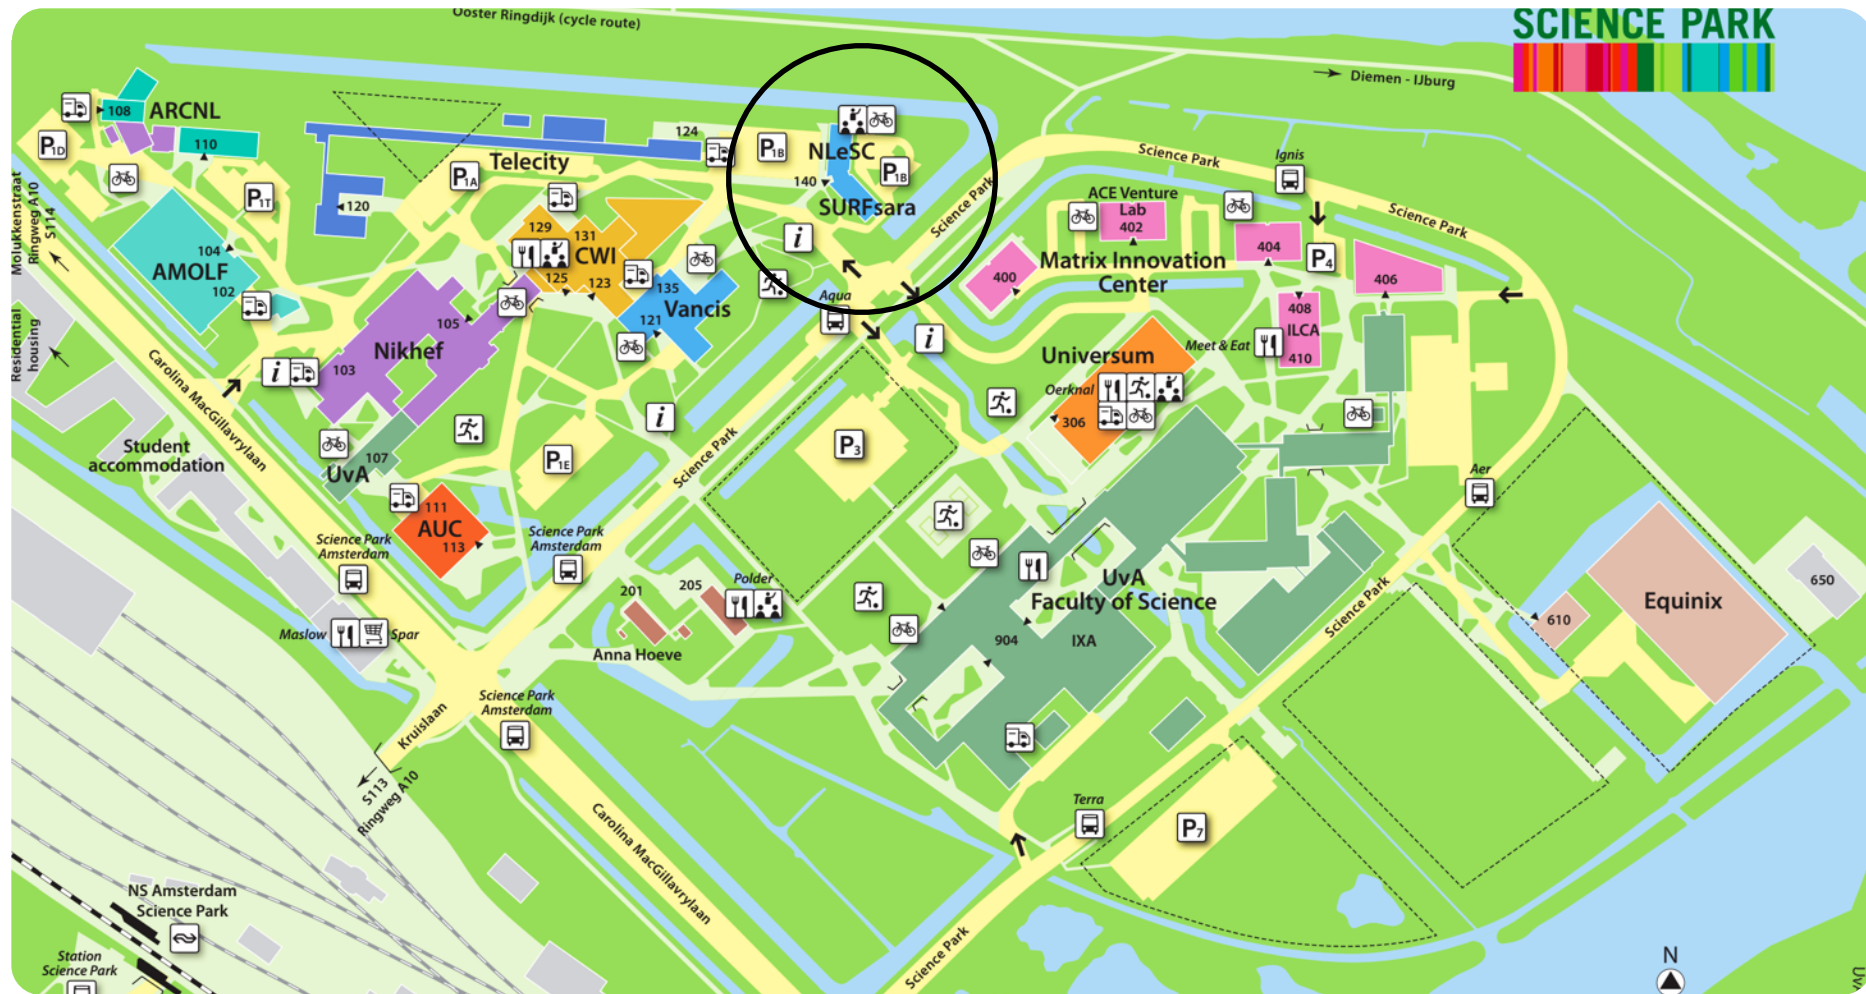 Ooster Ringdijk (cycle route)
SCIENCE PARK
Diemen - IJburg
108
ARCNL
110
P1D
P1T
P1A
Telecity
124
P1B
NLeSC
P1B
140
SURFsara
120
Molukkenstraat
Ringweg A10
S114
AMOLF
104
102
129
131
CWI
125
123
135
Vancis
121
i
Aqua
i
Science Park
Science Park
Ignis
Science Park
ACE Venture
Lab
402
404
P4
406
400
Matrix Innovation
Center
408
ILCA
410
Meet & Eat
Universum
Oerknal
306
Residential
housing
105
Nikhef
103
i
Carolina MacGillavrylaan
Student
accommodation
UvA
107
111
AUC
113
P1E
i
Science Park
P3
Science Park
Amsterdam
Science Park
Amsterdam
201
205
Polder
Anna Hoeve
Maslow
Spar
Science Park
Amsterdam
Kruislaan
S113
Ringweg A10
UvA
Faculty of Science
904
IXA
Aer
Science Park
Equinix
610
650
Terra
P7
Carolina MacGillavrylaan
Science Park
NS Amsterdam
Science Park
Station
Science Park
N